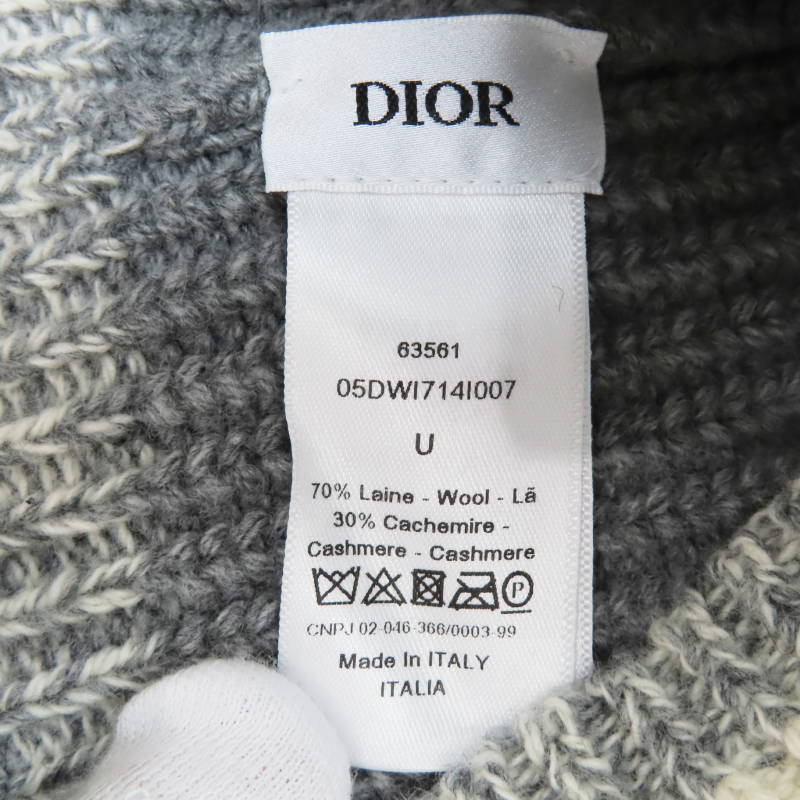 DIOR
63561
05DWI714I007
U
70% Laine - Wool - Lã
30% Cachemire -
Cashmere - Cashmere
P
CNPJ 02-046-366/0003-99
Made In ITALY
ITALIA